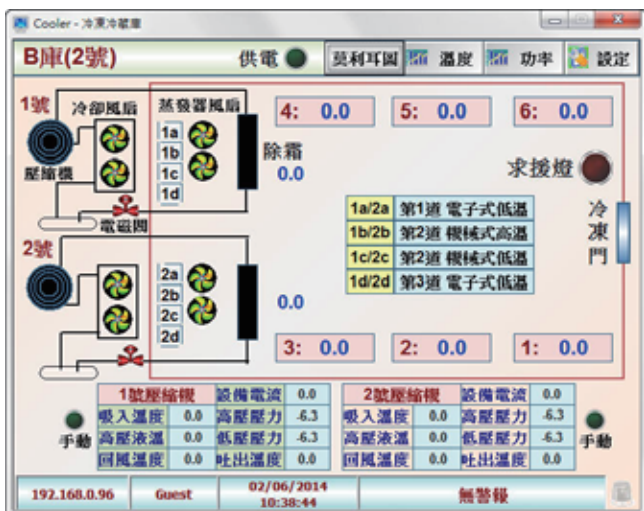 Cooler - 冷凍冷藏庫
B庫(2號) 供電 莫利耳圖 溫度 功率 設定
1號 冷卻風扇 蒸發器風扇 4: 0.0 5: 0.0 6: 0.0
1a
1b
1c
1d
除霜
0.0
壓縮機
求援燈
電磁閥
冷凍門
1a/2a 第1道 電子式低溫
1b/2b 第2道 機械式高溫
1c/2c 第2道 機械式低溫
1d/2d 第3道 電子式低溫
2號
2a
2b
2c
2d
0.0
3: 0.0 2: 0.0 1: 0.0
1號壓縮機 設備電流 0.0
吸入溫度 0.0 高壓壓力 -6.3
高壓液溫 0.0 低壓壓力 -6.3
回風溫度 0.0 吐出溫度 0.0
手動
2號壓縮機 設備電流 0.0
吸入溫度 0.0 高壓壓力 -6.3
高壓液溫 0.0 低壓壓力 -6.3
回風溫度 0.0 吐出溫度 0.0
手動
192.168.0.96 Guest 02/06/2014 10:38:44 無警報